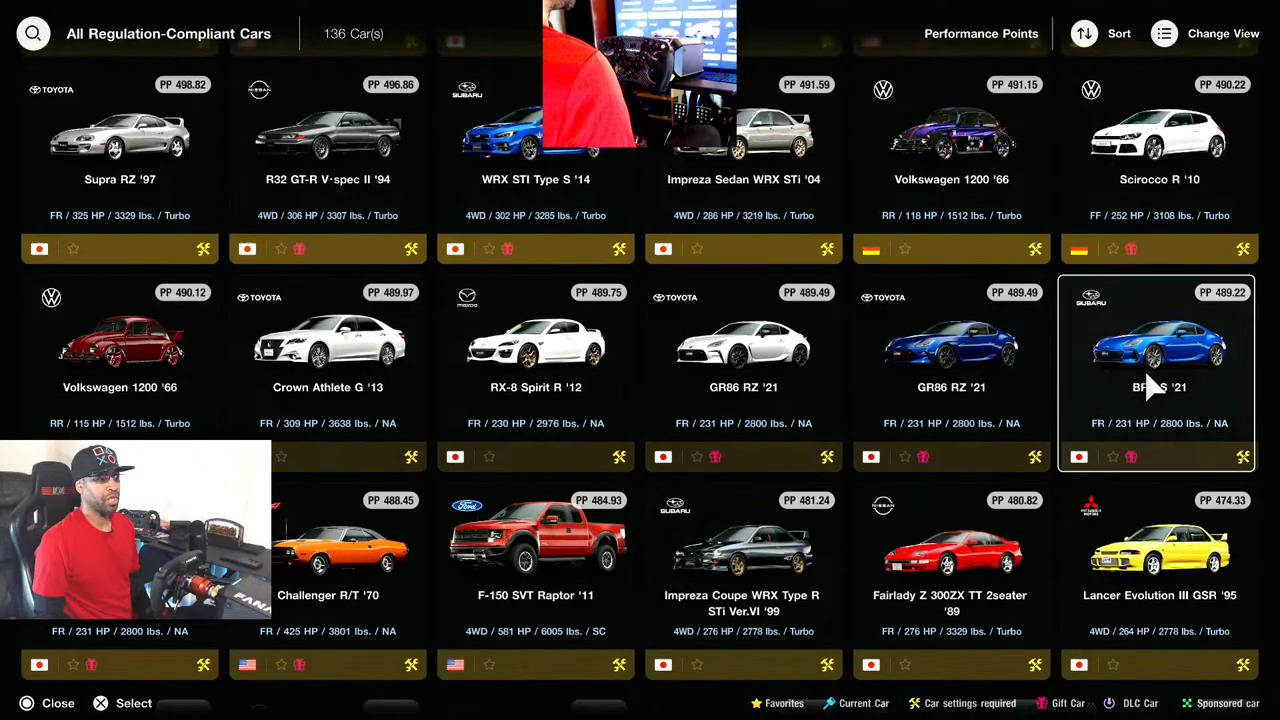 All Regulation-Compliant Cars 136 Car(s) Performance Points Sort Change View
TOYOTA PP 498.82
Supra RZ '97
FR / 325 HP / 3329 lbs. / Turbo
NISSAN PP 496.86
R32 GT-R V·spec II '94
4WD / 306 HP / 3307 lbs. / Turbo
SUBARU
WRX STI Type S '14
4WD / 302 HP / 3285 lbs. / Turbo
PP 491.59
Impreza Sedan WRX STi '04
4WD / 286 HP / 3219 lbs. / Turbo
PP 491.15
Volkswagen 1200 '66
RR / 118 HP / 1512 lbs. / Turbo
PP 490.22
Scirocco R '10
FF / 252 HP / 3108 lbs. / Turbo
PP 490.12
Volkswagen 1200 '66
RR / 115 HP / 1512 lbs. / Turbo
TOYOTA PP 489.97
Crown Athlete G '13
FR / 309 HP / 3638 lbs. / NA
mazda PP 489.75
RX-8 Spirit R '12
FR / 230 HP / 2976 lbs. / NA
TOYOTA PP 489.49
GR86 RZ '21
FR / 231 HP / 2800 lbs. / NA
TOYOTA PP 489.49
GR86 RZ '21
FR / 231 HP / 2800 lbs. / NA
SUBARU PP 489.22
S '21
FR / 231 HP / 2800 lbs. / NA
FR / 231 HP / 2800 lbs. / NA
PP 488.45
Challenger R/T '70
FR / 425 HP / 3801 lbs. / NA
Ford PP 484.93
F-150 SVT Raptor '11
4WD / 581 HP / 6005 lbs. / SC
SUBARU PP 481.24
Impreza Coupe WRX Type R
STi Ver.VI '99
4WD / 276 HP / 2778 lbs. / Turbo
NISSAN PP 480.82
Fairlady Z 300ZX TT 2seater
'89
FR / 276 HP / 3329 lbs. / Turbo
MITSUBISHI MOTORS PP 474.33
Lancer Evolution III GSR '95
4WD / 264 HP / 2778 lbs. / Turbo
Close Select Favorites Current Car Car settings required Gift Car DLC Car Sponsored car